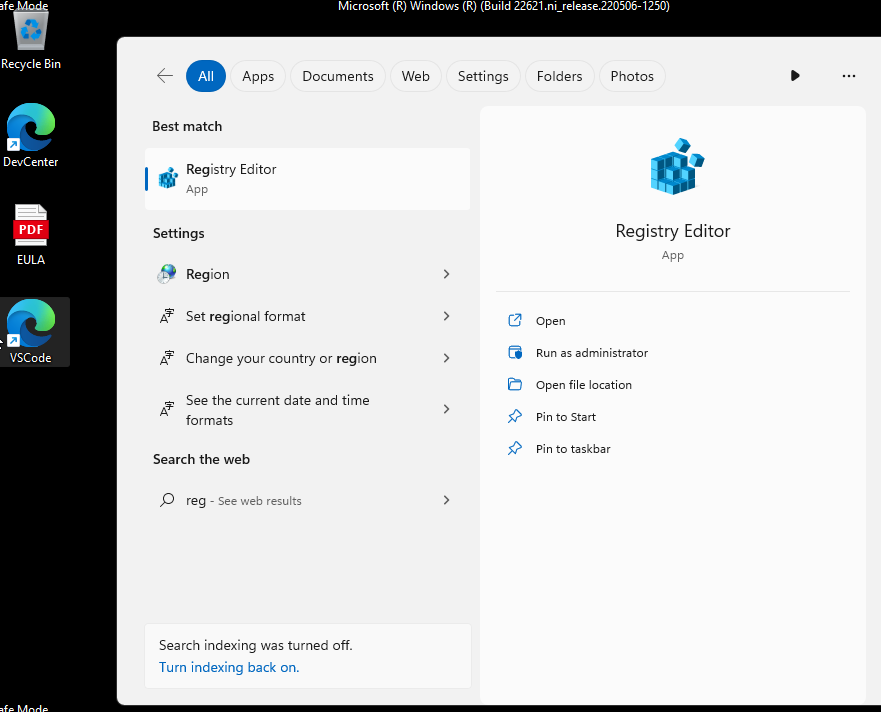 afe Mode
Microsoft (R) Windows (R) (Build 22621.ni_release.220506-1250)
Recycle Bin
DevCenter
PDF
EULA
VSCode
All Apps Documents Web Settings Folders Photos
Best match
Registry Editor
App
Settings
Region
Set regional format
Change your country or region
See the current date and time
formats
Search the web
reg - See web results
Search indexing was turned off.
Turn indexing back on.
Registry Editor
App
Open
Run as administrator
Open file location
Pin to Start
Pin to taskbar
afe Mode